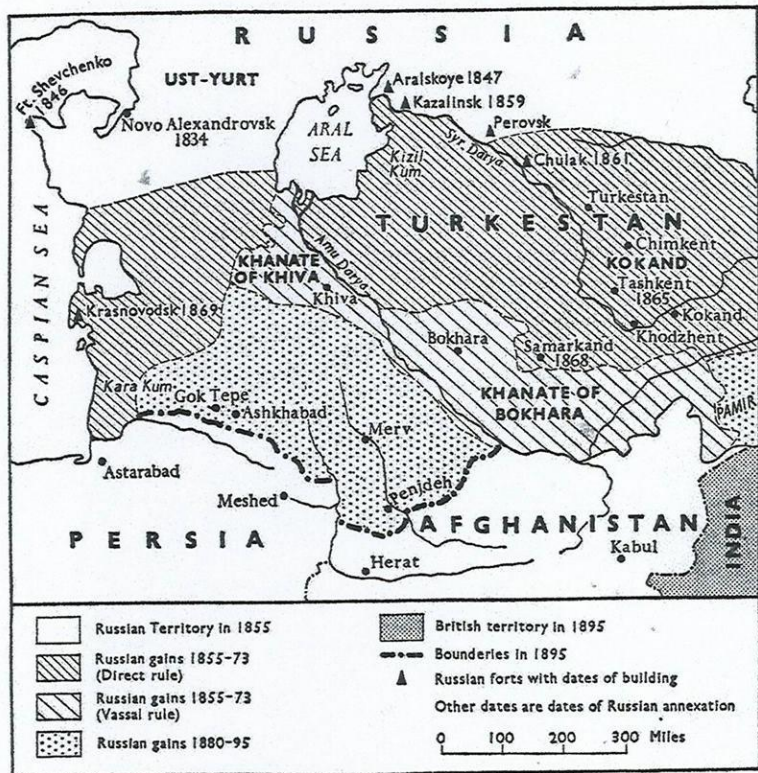 R U S S I A
UST-YURT
Ft. Shevchenko
1846
Novo Alexandrovsk
1834
Aralskoye 1847
Kazalinsk 1859
Perovsk
ARAL
SEA
Kizil
Kum
Syr. Darya
Chulak 1861
Turkestan
T U R K E S T A N
Chimkent
KOKAND
Tashkent
1865
Kokand
Khodzhent
CASPIAN SEA
KHANATE
OF KHIVA
Amu Darya
Khiva
Krasnovodsk 1869
Bokhara
Samarkand
1868
KHANATE OF
BOKHARA
PAMIR
Kara Kum
Gok Tepe
Ashkhabad
Merv
Astarabad
Meshed
Penjdeh
P E R S I A
A F G H A N I S T A N
Herat
Kabul
INDIA
Russian Territory in 1855
Russian gains 1855-73
(Direct rule)
Russian gains 1855-73
(Vassal rule)
Russian gains 1880-95
British territory in 1895
Bounderies in 1895
Russian forts with dates of building
Other dates are dates of Russian annexation
0 100 200 300 Miles